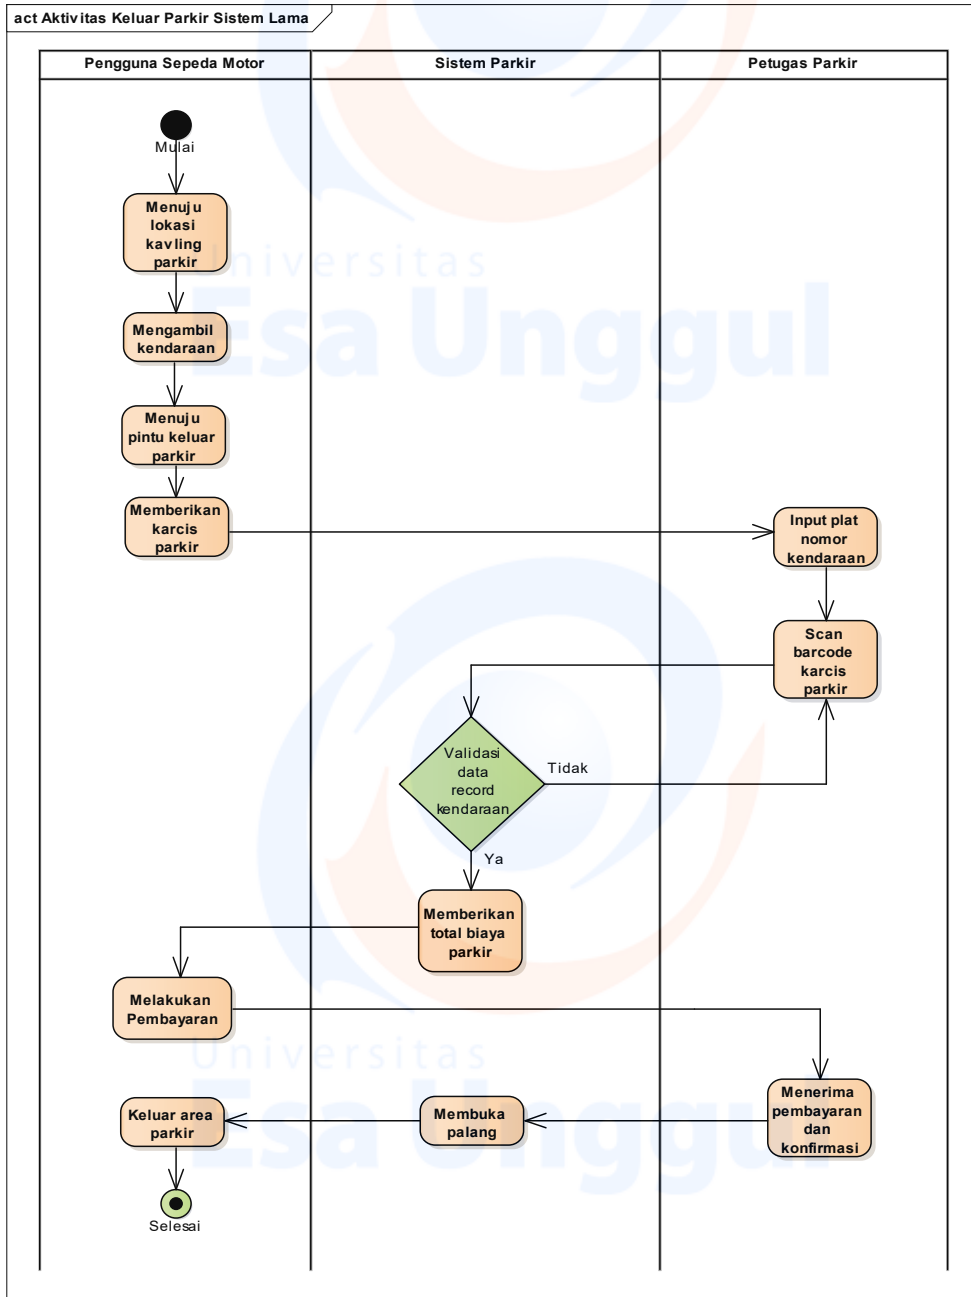 act Aktivitas Keluar Parkir Sistem Lama
Pengguna Sepeda Motor
Sistem Parkir
Petugas Parkir
Mulai
Menuju
lokasi
kavling
parkir
Universitas
Esa Unggul
Mengambil
kendaraan
Menuju
pintu keluar
parkir
Memberikan
karcis
parkir
Input plat
nomor
kendaraan
Scan
barcode
karcis
parkir
Validasi
data
record
kendaraan
Tidak
Ya
Memberikan
total biaya
parkir
Melakukan
Pembayaran
Universitas
Esa Unggul
Menerima
pembayaran
dan
konfirmasi
Membuka
palang
Keluar area
parkir
Selesai